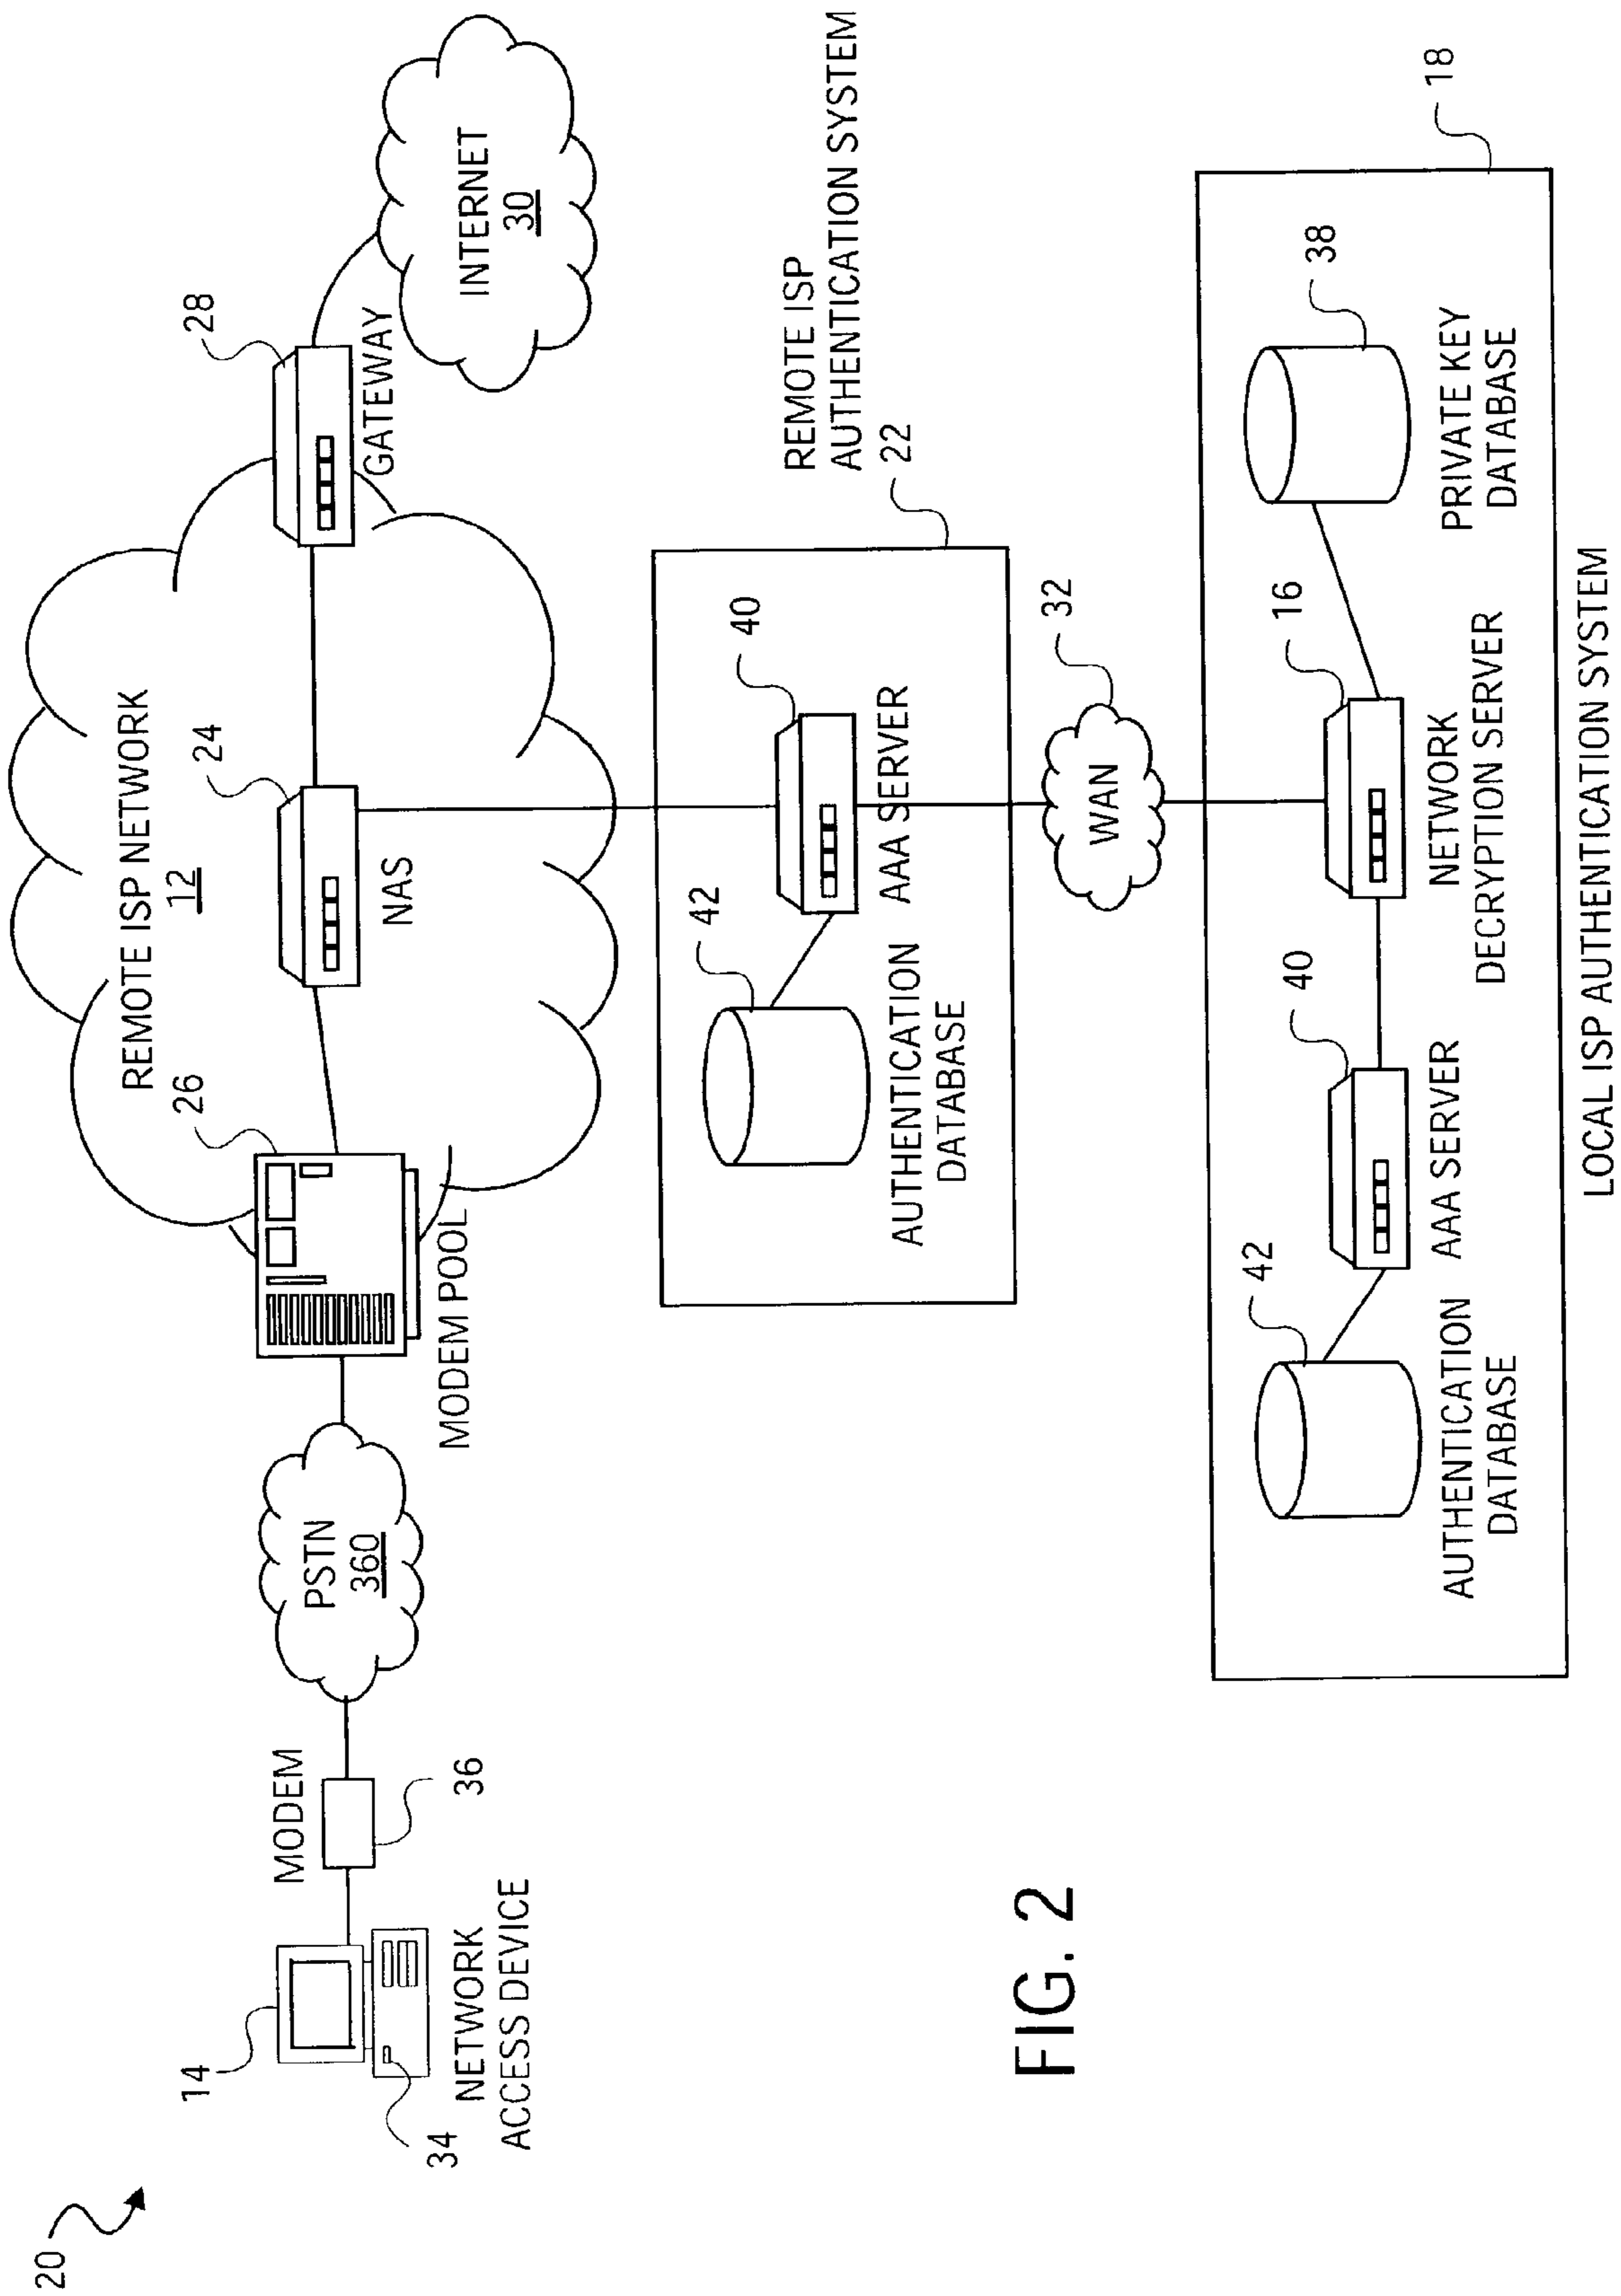 20
14
34
NETWORK
ACCESS DEVICE
MODEM
36
PSTN
360
26
MODEM POOL
REMOTE ISP NETWORK
12
24
NAS
28
GATEWAY
INTERNET
30
REMOTE ISP
AUTHENTICATION SYSTEM
22
42
AUTHENTICATION
DATABASE
40
AAA SERVER
WAN
32
18
42
AUTHENTICATION
DATABASE
40
AAA SERVER
16
NETWORK
DECRYPTION SERVER
38
PRIVATE KEY
DATABASE
LOCAL ISP AUTHENTICATION SYSTEM
FIG. 2